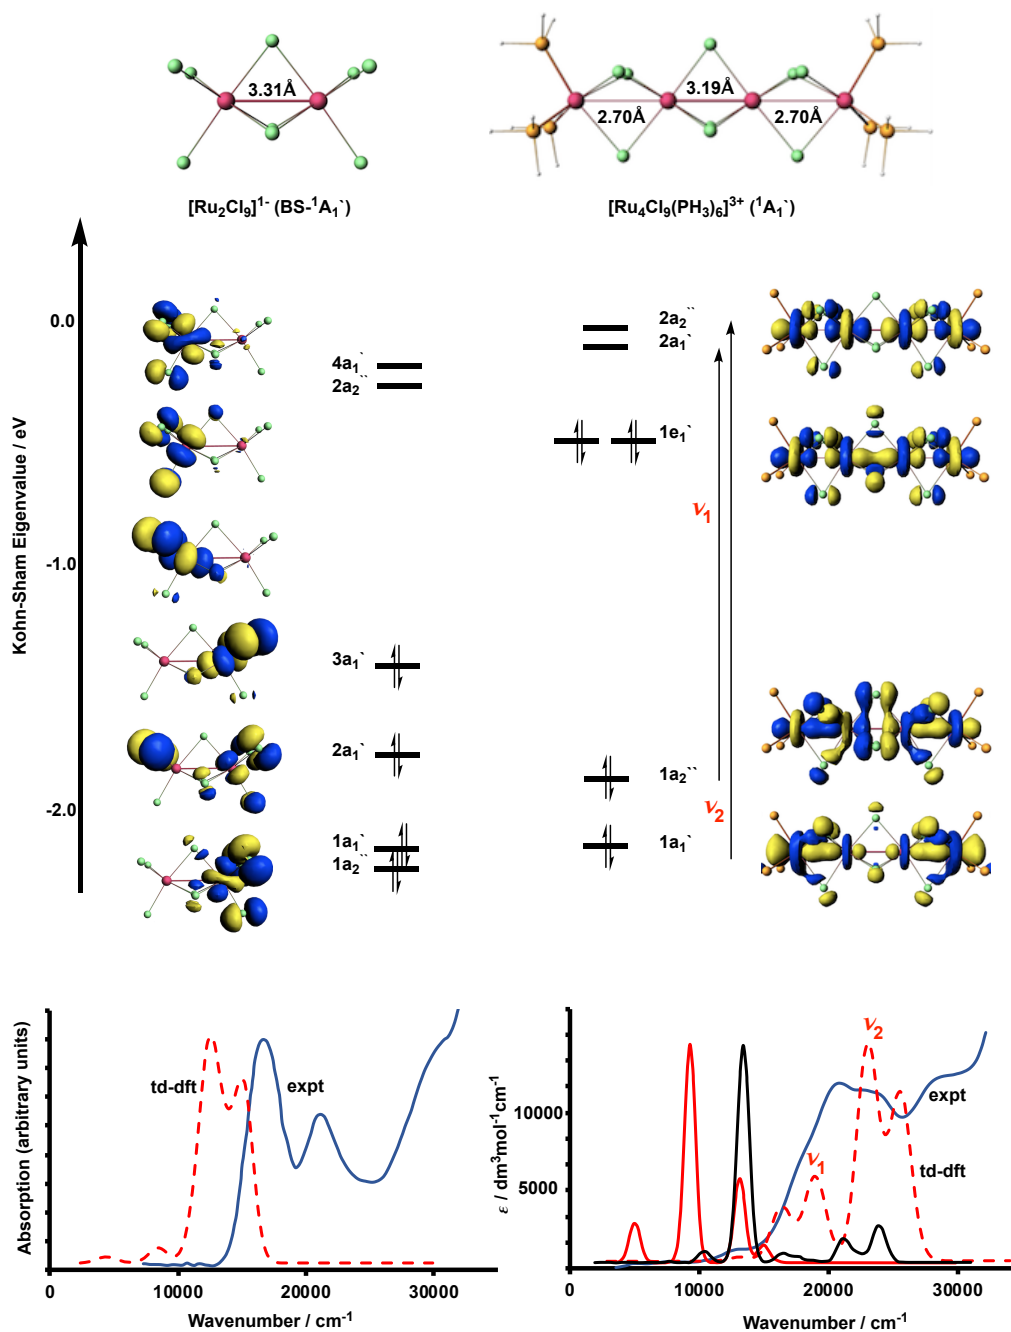 3.31Å
3.19Å
2.70Å 2.70Å
[Ru2Cl9]1- (BS-1A1`)
[Ru4Cl9(PH3)6]3+ (1A1`)
Kohn-Sham Eigenvalue / eV
0.0
-1.0
-2.0
4a1`
2a2``
3a1`
2a1`
1a1`
1a2``
2a2``
2a1`
1e1`
1a2``
1a1`
ν1
ν2
Absorption (arbitrary units)
td-dft
expt
0 10000 20000 30000
Wavenumber / cm-1
ε / dm3mol-1cm-1
10000
5000
ν2
ν1
expt
td-dft
0 10000 20000 30000
Wavenumber / cm-1